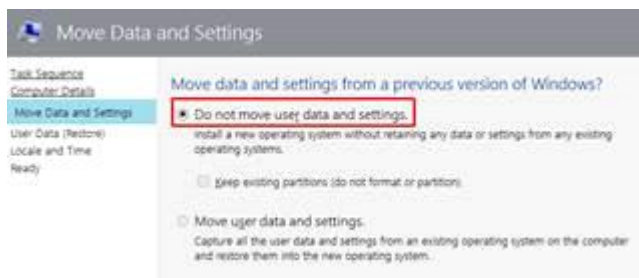 Move Data and Settings
Task Sequence
Computer Details
Move Data and Settings
User Data (Restore)
Locale and Time
Ready
Move data and settings from a previous version of Windows?
Do not move user data and settings.
Install a new operating system without retaining any data or settings from any existing
operating systems.
Keep existing partitions (do not format or partition)
Move user data and settings.
Capture all the user data and settings from an existing operating system on the computer
and restore them into the new operating system.